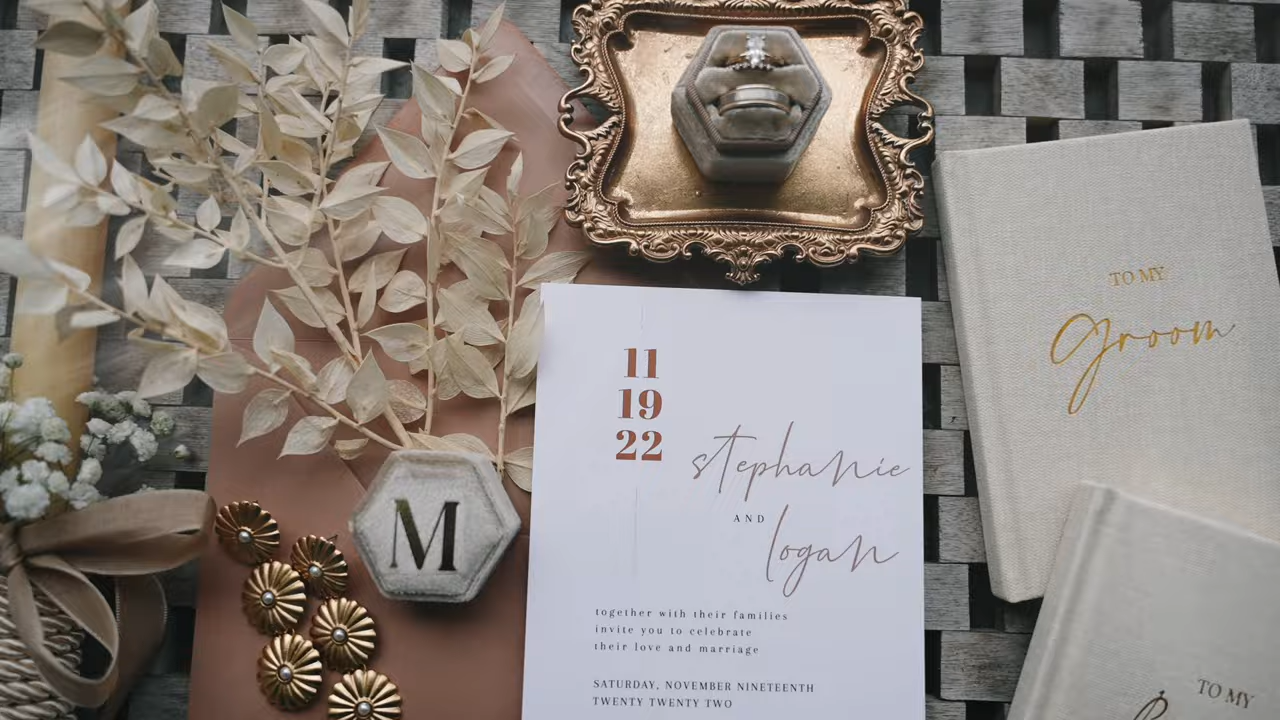 11
19
22
stephanie
AND
logan
together with their families
invite you to celebrate
their love and marriage
SATURDAY, NOVEMBER NINETEENTH
TWENTY TWENTY TWO
M
TO MY
Groom
TO MY